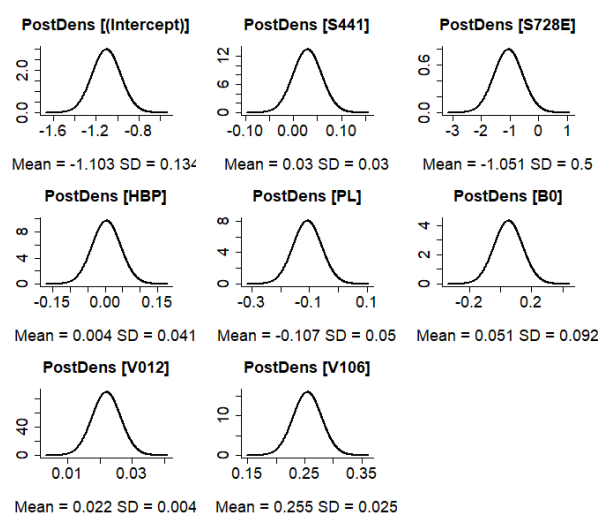 PostDens [(Intercept)] PostDens [S441] PostDens [S728E]
0.0 2.0
-1.6 -1.2 -0.8
0 6 12
-0.10 0.00 0.10
0.0 0.6
-3 -2 -1 0 1
Mean = -1.103 SD = 0.134 Mean = 0.03 SD = 0.03 Mean = -1.051 SD = 0.5
PostDens [HBP] PostDens [PL] PostDens [B0]
0 4 8
-0.15 0.00 0.15
0 4 8
-0.3 -0.1 0.1
0 2 4
-0.2 0.2
Mean = 0.004 SD = 0.041 Mean = -0.107 SD = 0.05 Mean = 0.051 SD = 0.092
PostDens [V012] PostDens [V106]
0 40
0.01 0.03
0 10
0.15 0.25 0.35
Mean = 0.022 SD = 0.004 Mean = 0.255 SD = 0.025